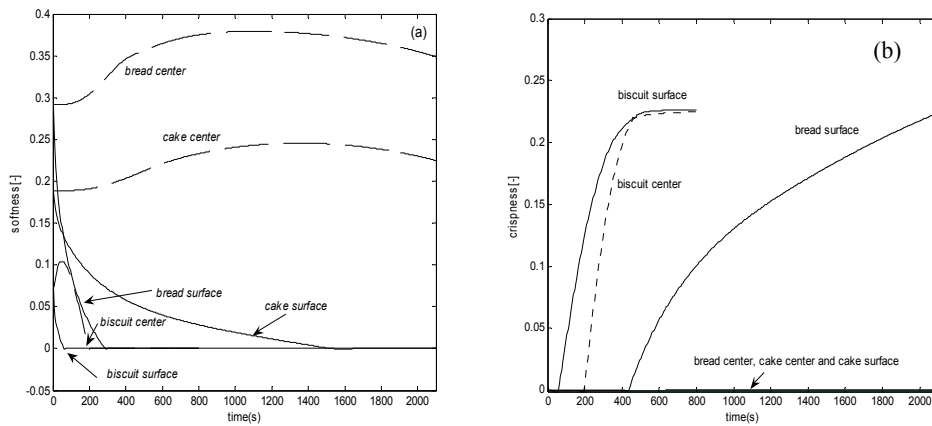 (a)
0.4
0.35
0.3
0.25
0.2
0.15
0.1
0.05
0
-0.05
softness [-]
bread center
cake center
bread surface
cake surface
biscuit center
biscuit surface
0 200 400 600 800 1000 1200 1400 1600 1800 2000
time(s)
(b)
0.3
0.25
0.2
0.15
0.1
0.05
0
crispness [-]
biscuit surface
bread surface
biscuit center
bread center, cake center and cake surface
0 200 400 600 800 1000 1200 1400 1600 1800 2000
time(s)